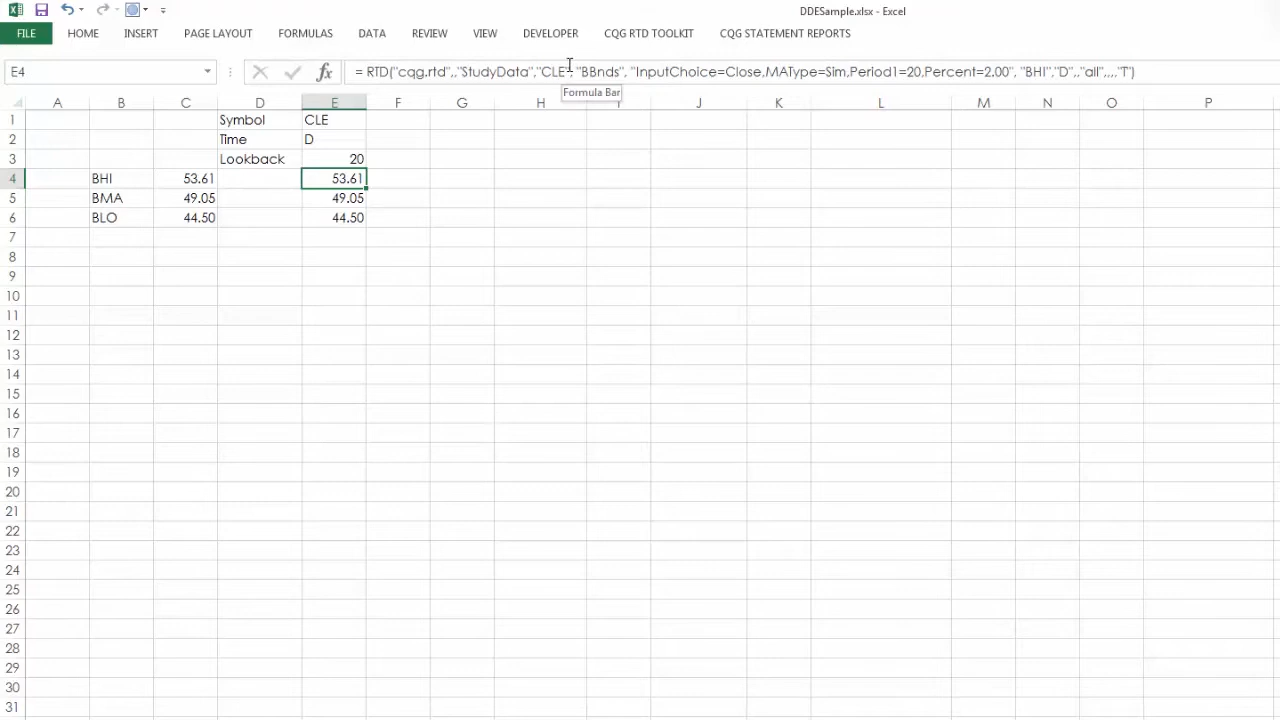 DDESample.xlsx - Excel
FILE HOME INSERT PAGE LAYOUT FORMULAS DATA REVIEW VIEW DEVELOPER CQG RTD TOOLKIT CQG STATEMENT REPORTS
E4 fx = RTD("cqg.rtd",,"StudyData","CLE", "BBnds", "InputChoice=Close,MAType=Sim,Period1=20,Percent=2.00", "BHI","D",,"all",,,,"T")
Formula Bar
A B C D E F G H I J K L M N O P
1 Symbol CLE
2 Time D
3 Lookback 20
4 BHI 53.61 53.61
5 BMA 49.05 49.05
6 BLO 44.50 44.50
7
8
9
10
11
12
13
14
15
16
17
18
19
20
21
22
23
24
25
26
27
28
29
30
31